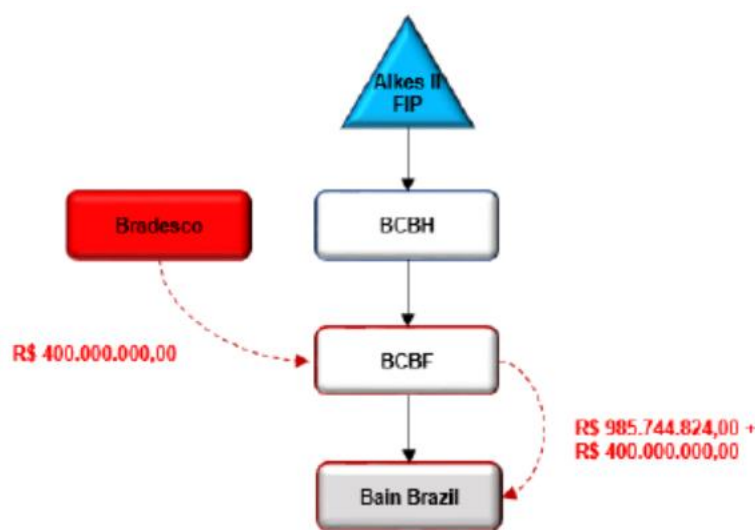 Alkes II
FIP
Bradesco
BCBH
R$ 400.000.000,00
BCBF
R$ 985.744.824,00 +
R$ 400.000.000,00
Bain Brazil